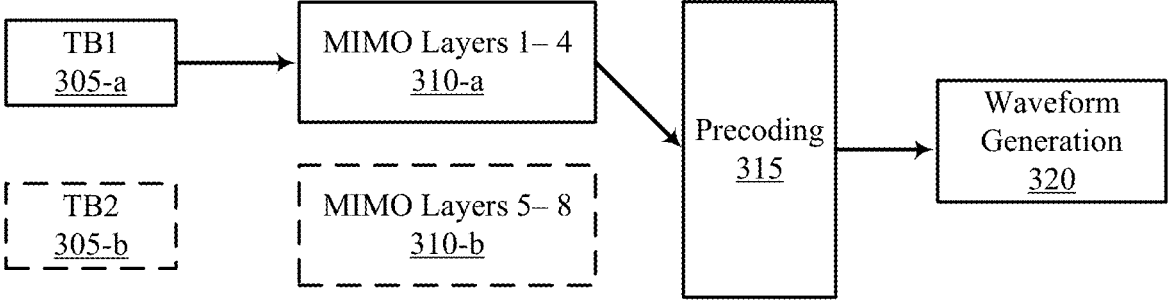 TB1
305-a
MIMO Layers 1– 4
310-a
TB2
305-b
MIMO Layers 5– 8
310-b
Precoding
315
Waveform
Generation
320